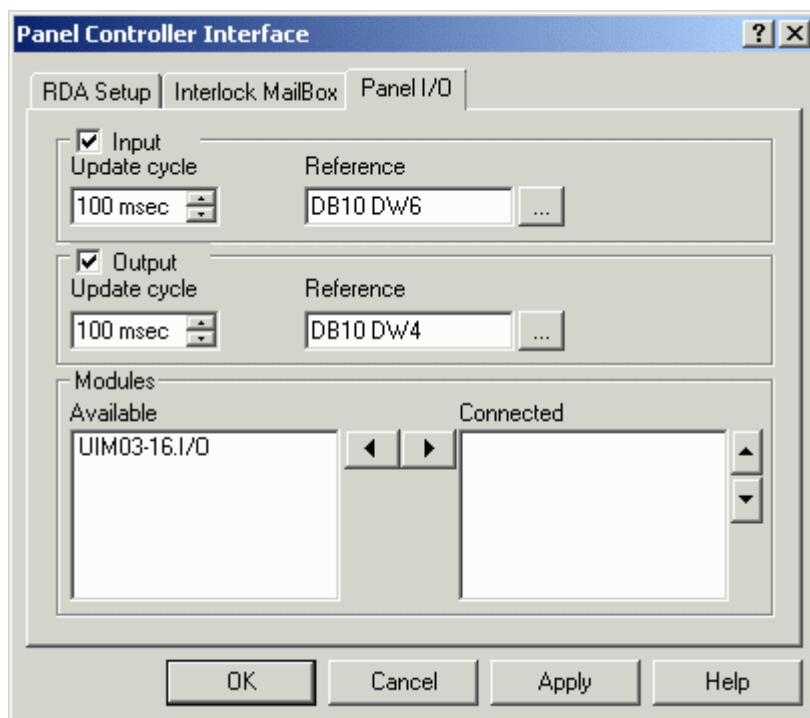 Panel Controller Interface
RDA Setup Interlock MailBox Panel I/O
Input
Update cycle Reference
100 msec DB10 DW6 ...
Output
Update cycle Reference
100 msec DB10 DW4 ...
Modules
Available Connected
UIM03-16.I/O
OK Cancel Apply Help